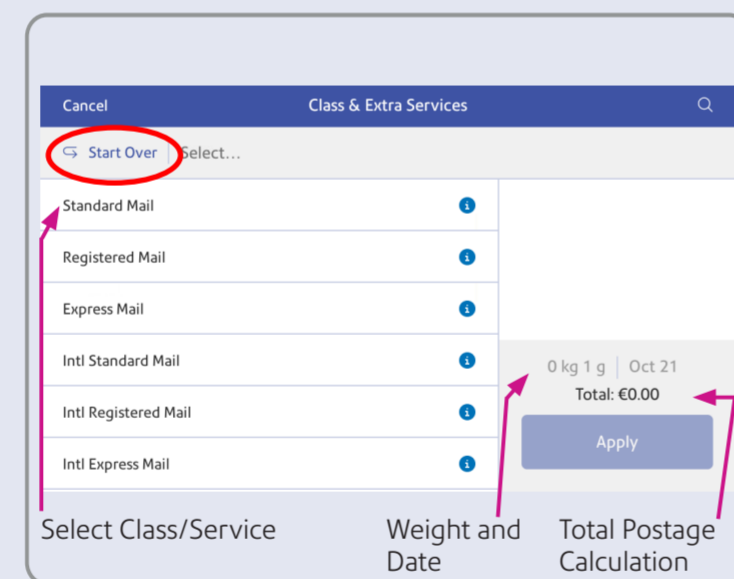 Cancel Class & Extra Services
Start Over Select...
Standard Mail
Registered Mail
Express Mail
Intl Standard Mail
Intl Registered Mail
Intl Express Mail
0 kg 1 g | Oct 21
Total: €0.00
Apply
Select Class/Service
Weight and
Date
Total Postage
Calculation